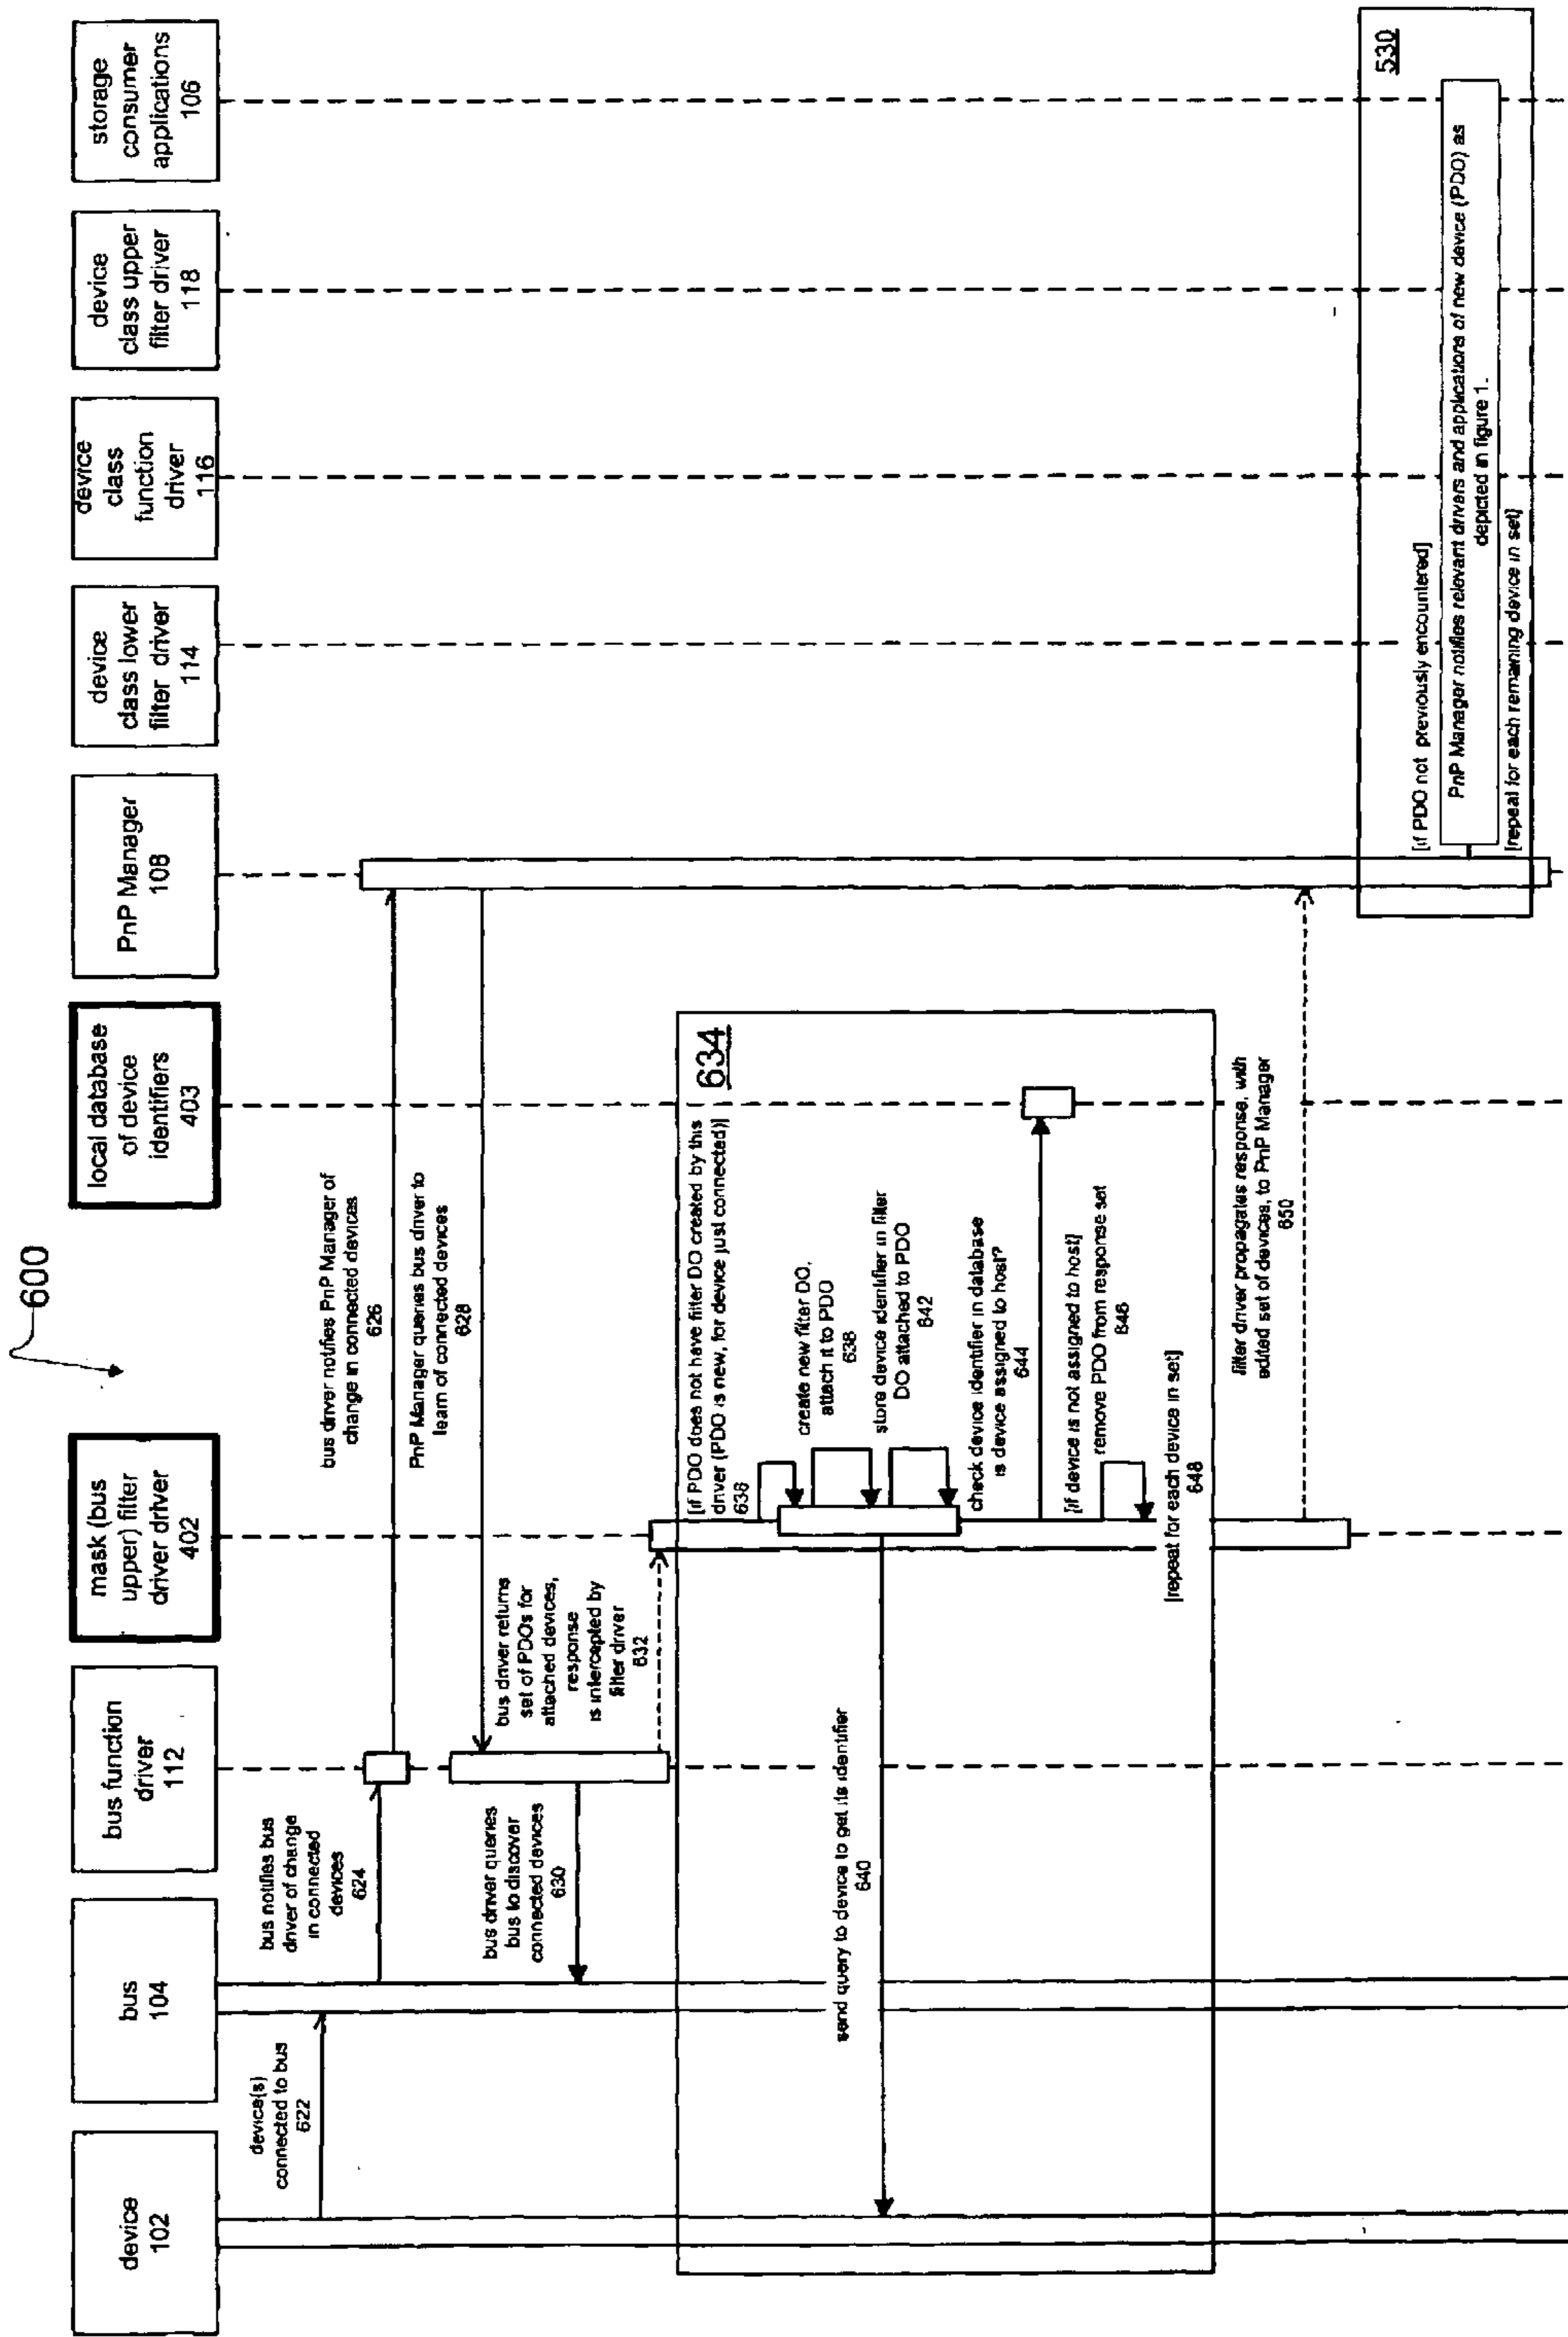 600
device
102
bus
104
bus function
driver
112
mask (bus
upper) filter
driver driver
402
local database
of device
identifiers
403
PnP Manager
108
device
class lower
filter driver
114
device
class
function
driver
116
device
class upper
filter driver
118
storage
consumer
applications
106
device(s)
connected to bus
622
bus notifies bus
driver of change
in connected
devices
624
bus driver notifies PnP Manager of
change in connected devices
626
PnP Manager queries bus driver to
learn of connected devices
628
bus driver queries
bus to discover
connected devices
630
bus driver returns
set of PDOs for
attached devices,
response
is intercepted by
filter driver
632
634
[if PDO does not have filter DO created by this
driver (PDO is new, for device just connected)]
636
create new filter DO,
attach it to PDO
638
send query to device to get its identifier
640
store device identifier in filter
DO attached to PDO
642
check device identifier in database
is device assigned to host?
644
[if device is not assigned to host]
remove PDO from response set
646
[repeat for each device in set]
648
filter driver propagates response, with
edited set of devices, to PnP Manager
650
530
[if PDO not previously encountered]
PnP Manager notifies relevant drivers and applications of new device (PDO) as
depicted in figure 1.
[repeat for each remaining device in set]